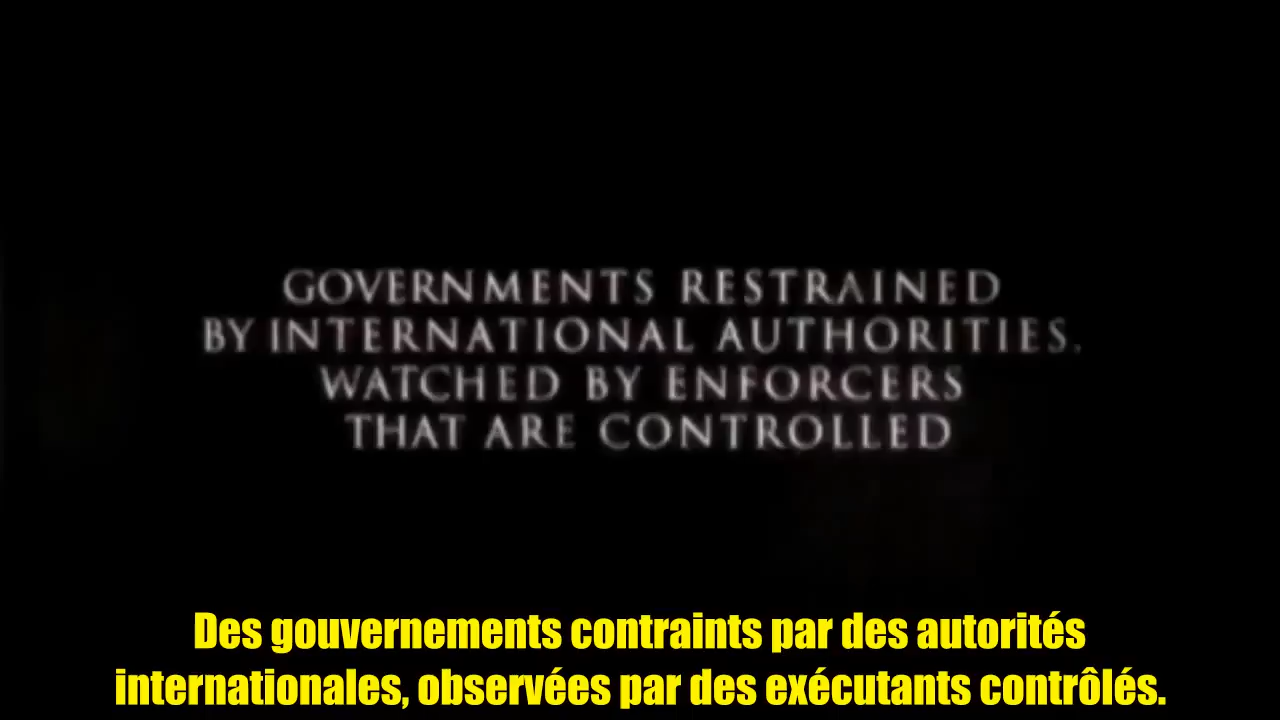 GOVERNMENTS RESTRAINED
BY INTERNATIONAL AUTHORITIES,
WATCHED BY ENFORCERS
THAT ARE CONTROLLED
Des gouvernements contraints par des autorités
internationales, observées par des exécutants contrôlés.